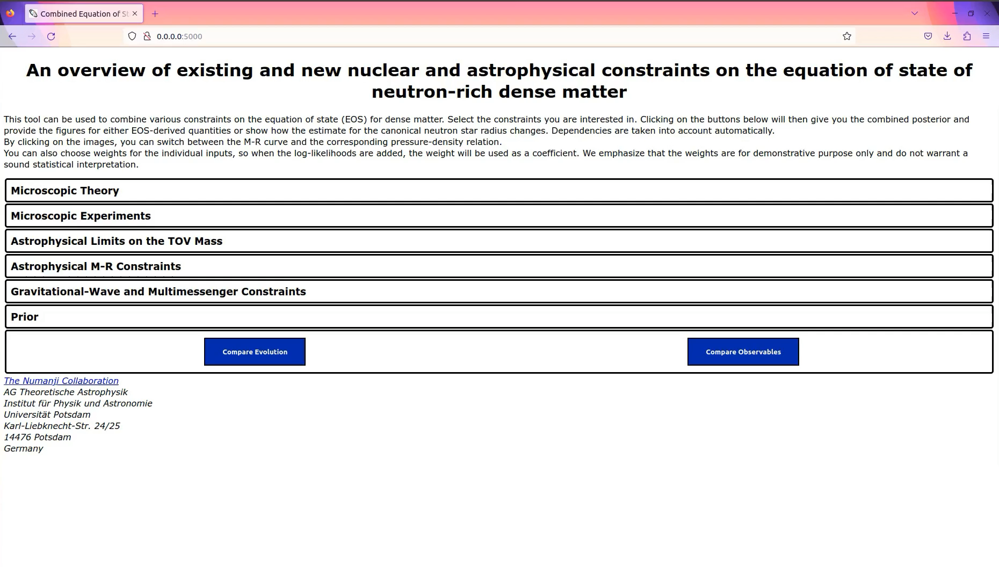 Combined Equation of St
0.0.0.0:5000
An overview of existing and new nuclear and astrophysical constraints on the equation of state of
neutron-rich dense matter
This tool can be used to combine various constraints on the equation of state (EOS) for dense matter. Select the constraints you are interested in. Clicking on the buttons below will then give you the combined posterior and
provide the figures for either EOS-derived quantities or show how the estimate for the canonical neutron star radius changes. Dependencies are taken into account automatically.
By clicking on the images, you can switch between the M-R curve and the corresponding pressure-density relation.
You can also choose weights for the individual inputs, so when the log-likelihoods are added, the weight will be used as a coefficient. We emphasize that the weights are for demonstrative purpose only and do not warrant a
sound statistical interpretation.
Microscopic Theory
Microscopic Experiments
Astrophysical Limits on the TOV Mass
Astrophysical M-R Constraints
Gravitational-Wave and Multimessenger Constraints
Prior
Compare Evolution
Compare Observables
The Numanji Collaboration
AG Theoretische Astrophysik
Institut für Physik und Astronomie
Universität Potsdam
Karl-Liebknecht-Str. 24/25
14476 Potsdam
Germany